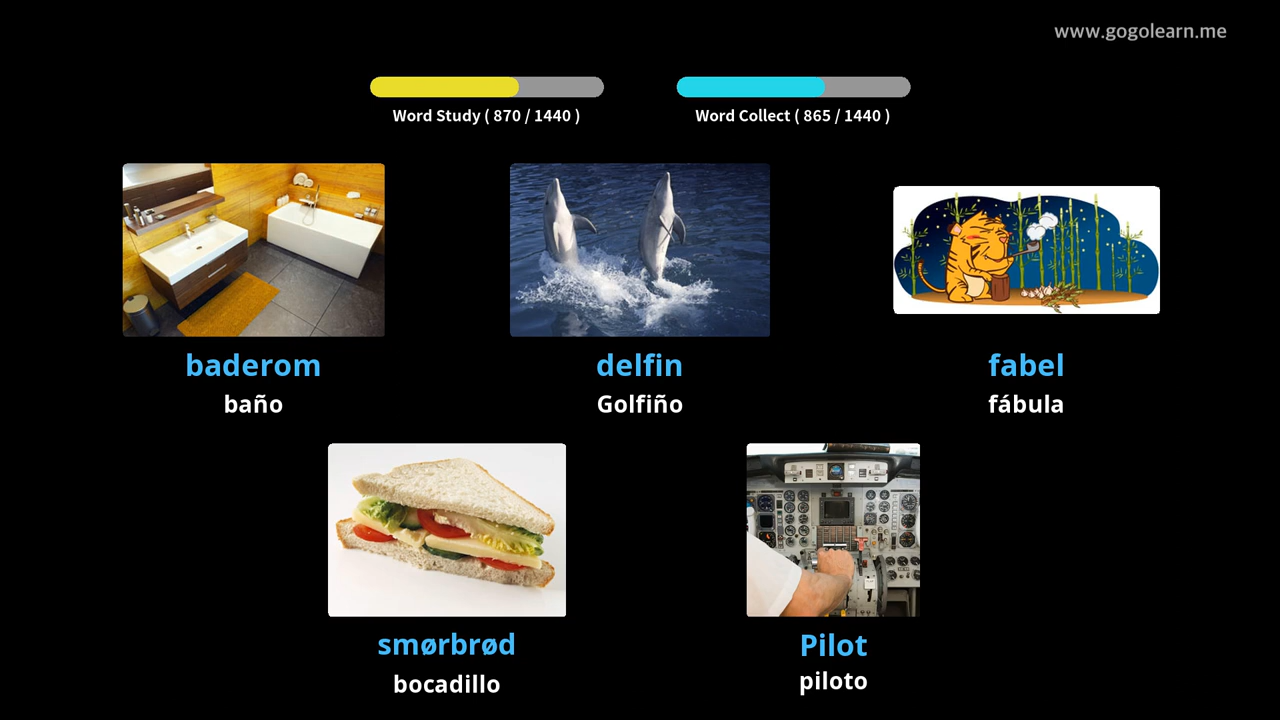 www.gogolearn.me
Word Study ( 870 / 1440 )
Word Collect ( 865 / 1440 )
baderom
baño
delfin
Golfiño
fabel
fábula
smørbrød
bocadillo
Pilot
piloto